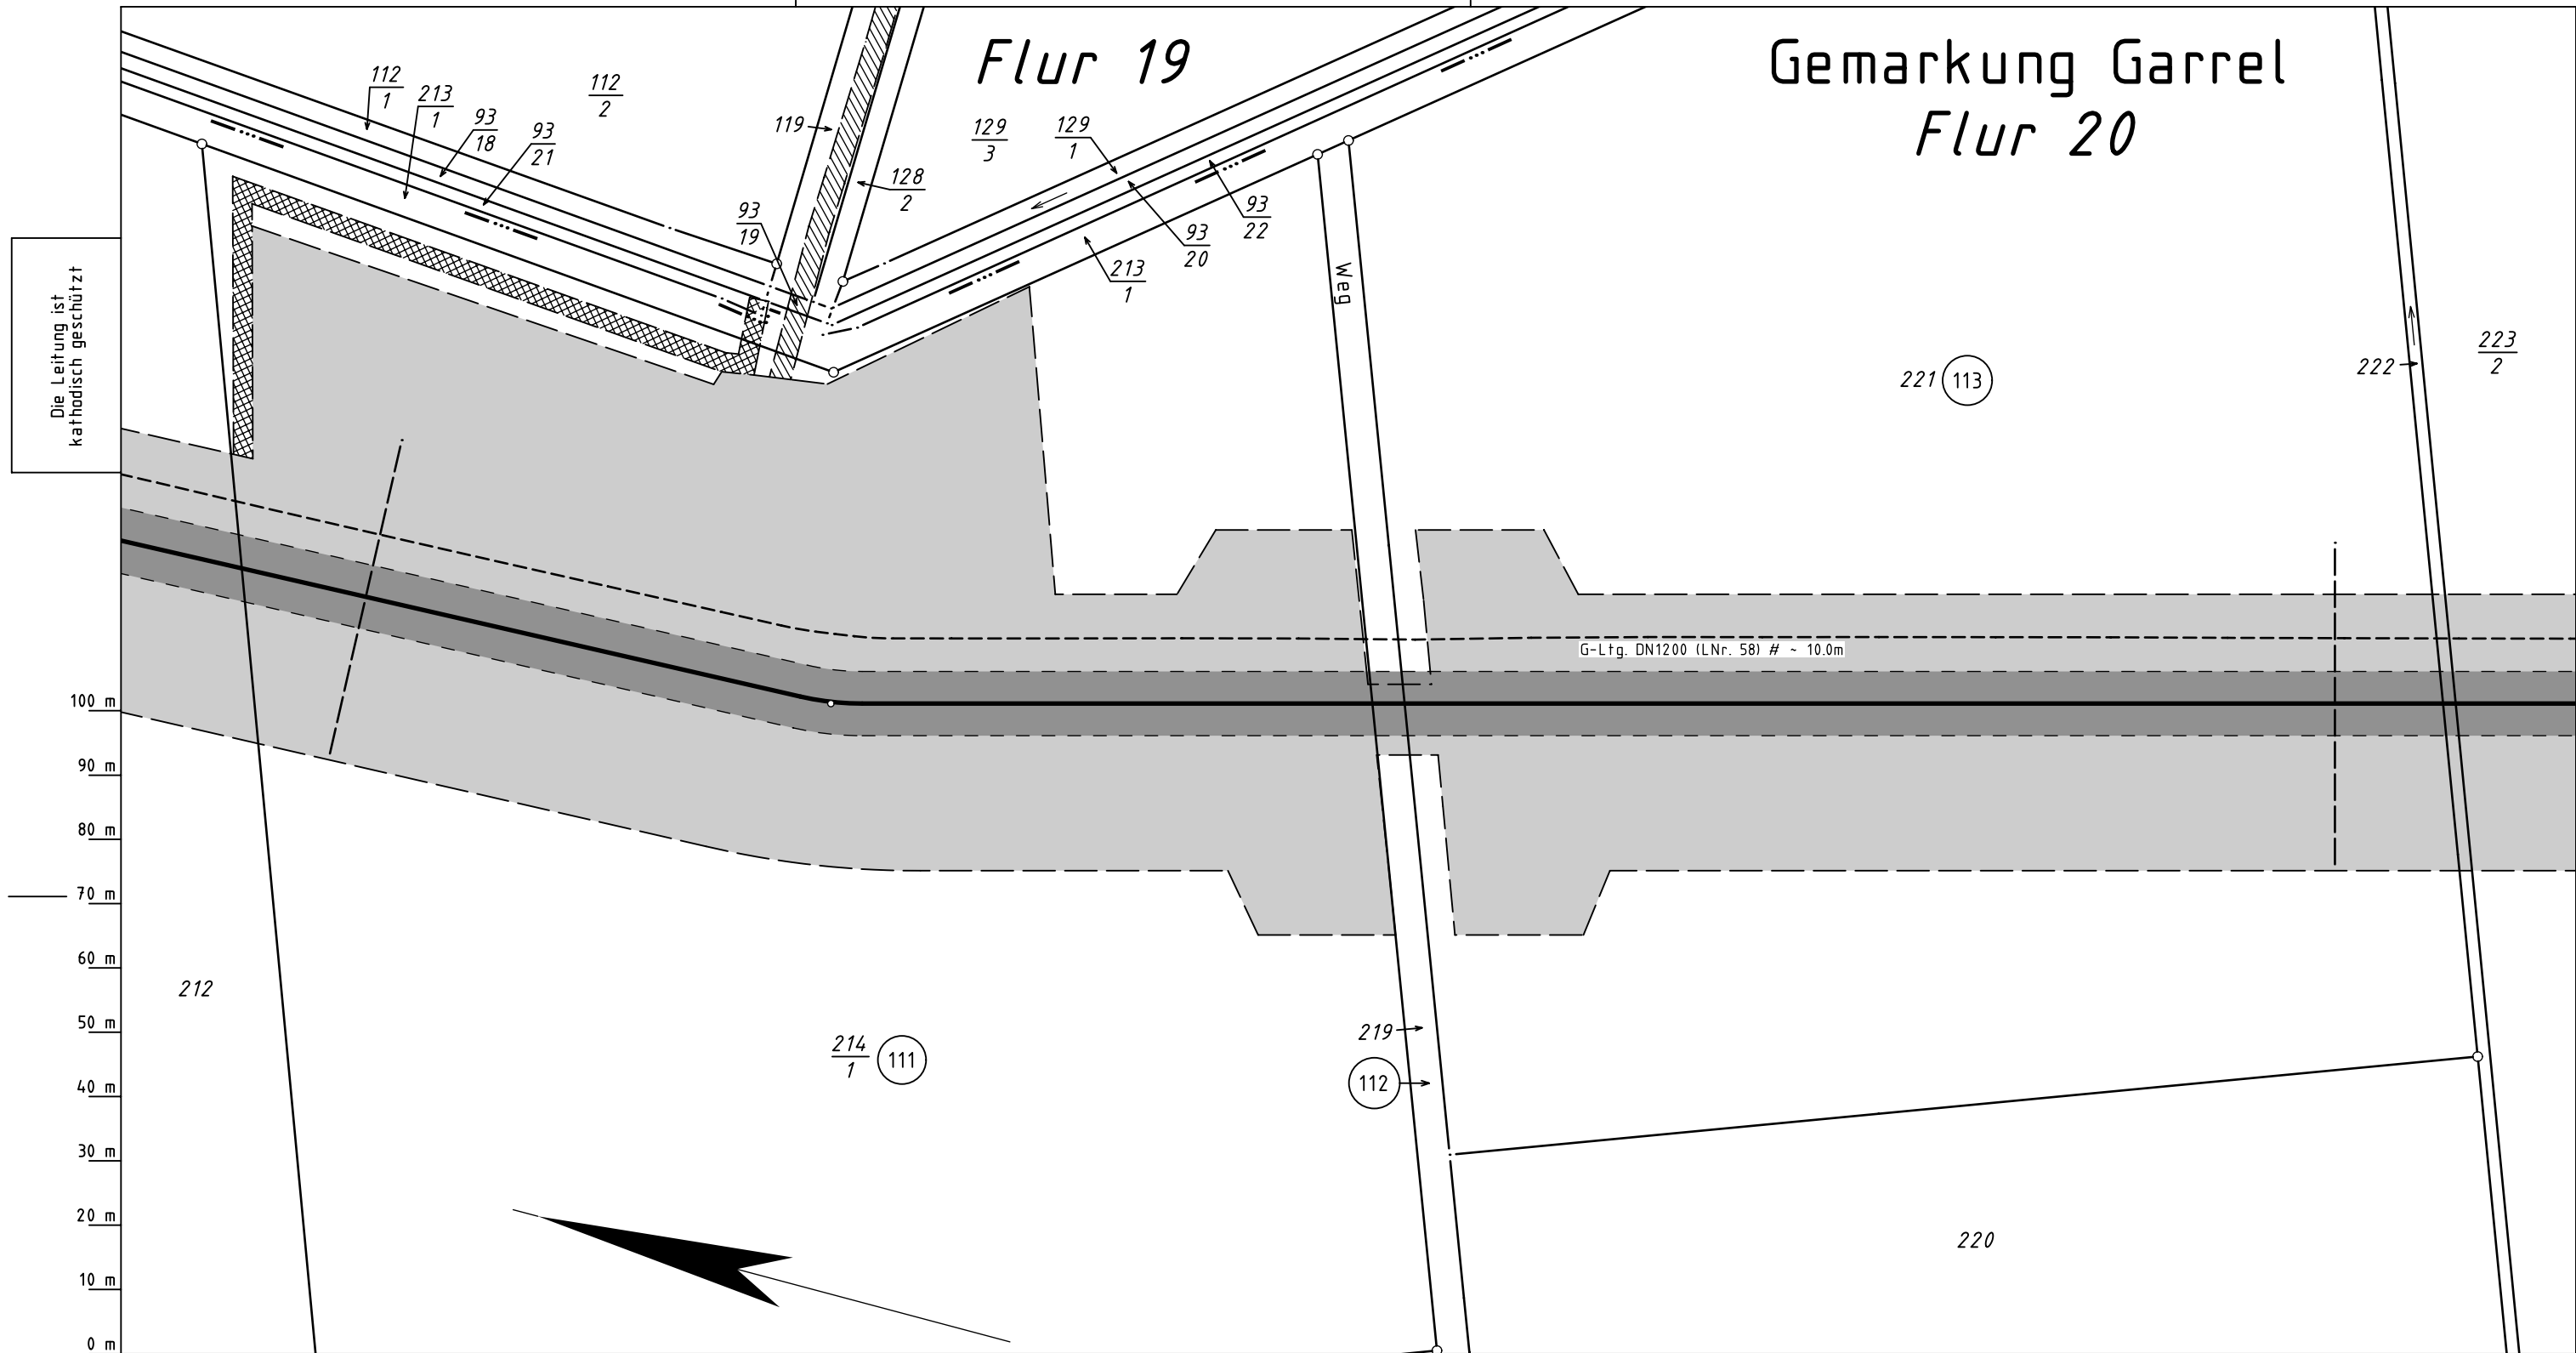 Flur 19
Gemarkung Garrel
Flur 20
112
1
213
1
93
18
93
21
112
2
119
129
3
129
1
128
2
93
19
93
20
93
22
213
1
Weg
Die Leitung ist
kathodisch geschützt
221 113
222
223
2
G-Ltg. DN1200 (LNr. 58) # ~ 10.0m
100 m
90 m
80 m
70 m
60 m
50 m
40 m
30 m
20 m
10 m
0 m
212
214
1
111
219
112
220